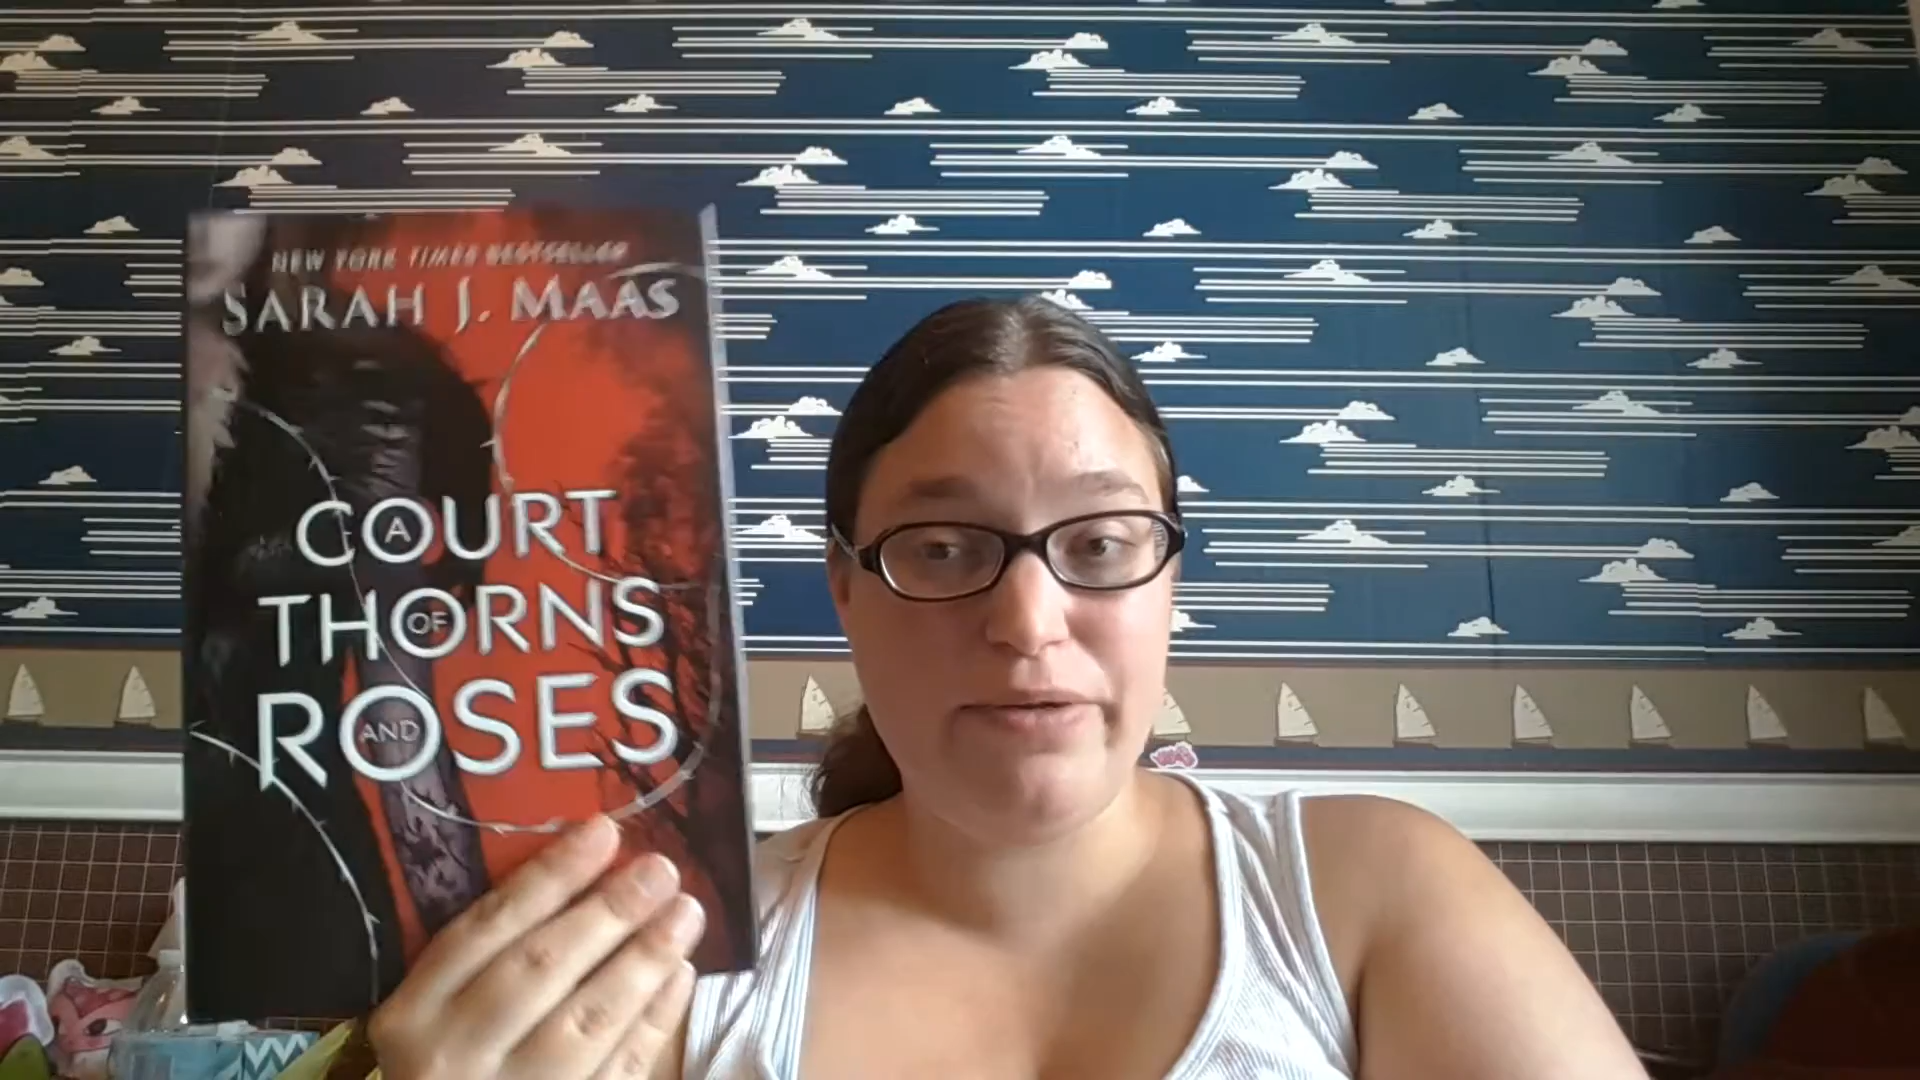 NEW YORK TIMES BESTSELLER
SARAH J. MAAS
A COURT
OF THORNS
AND ROSES